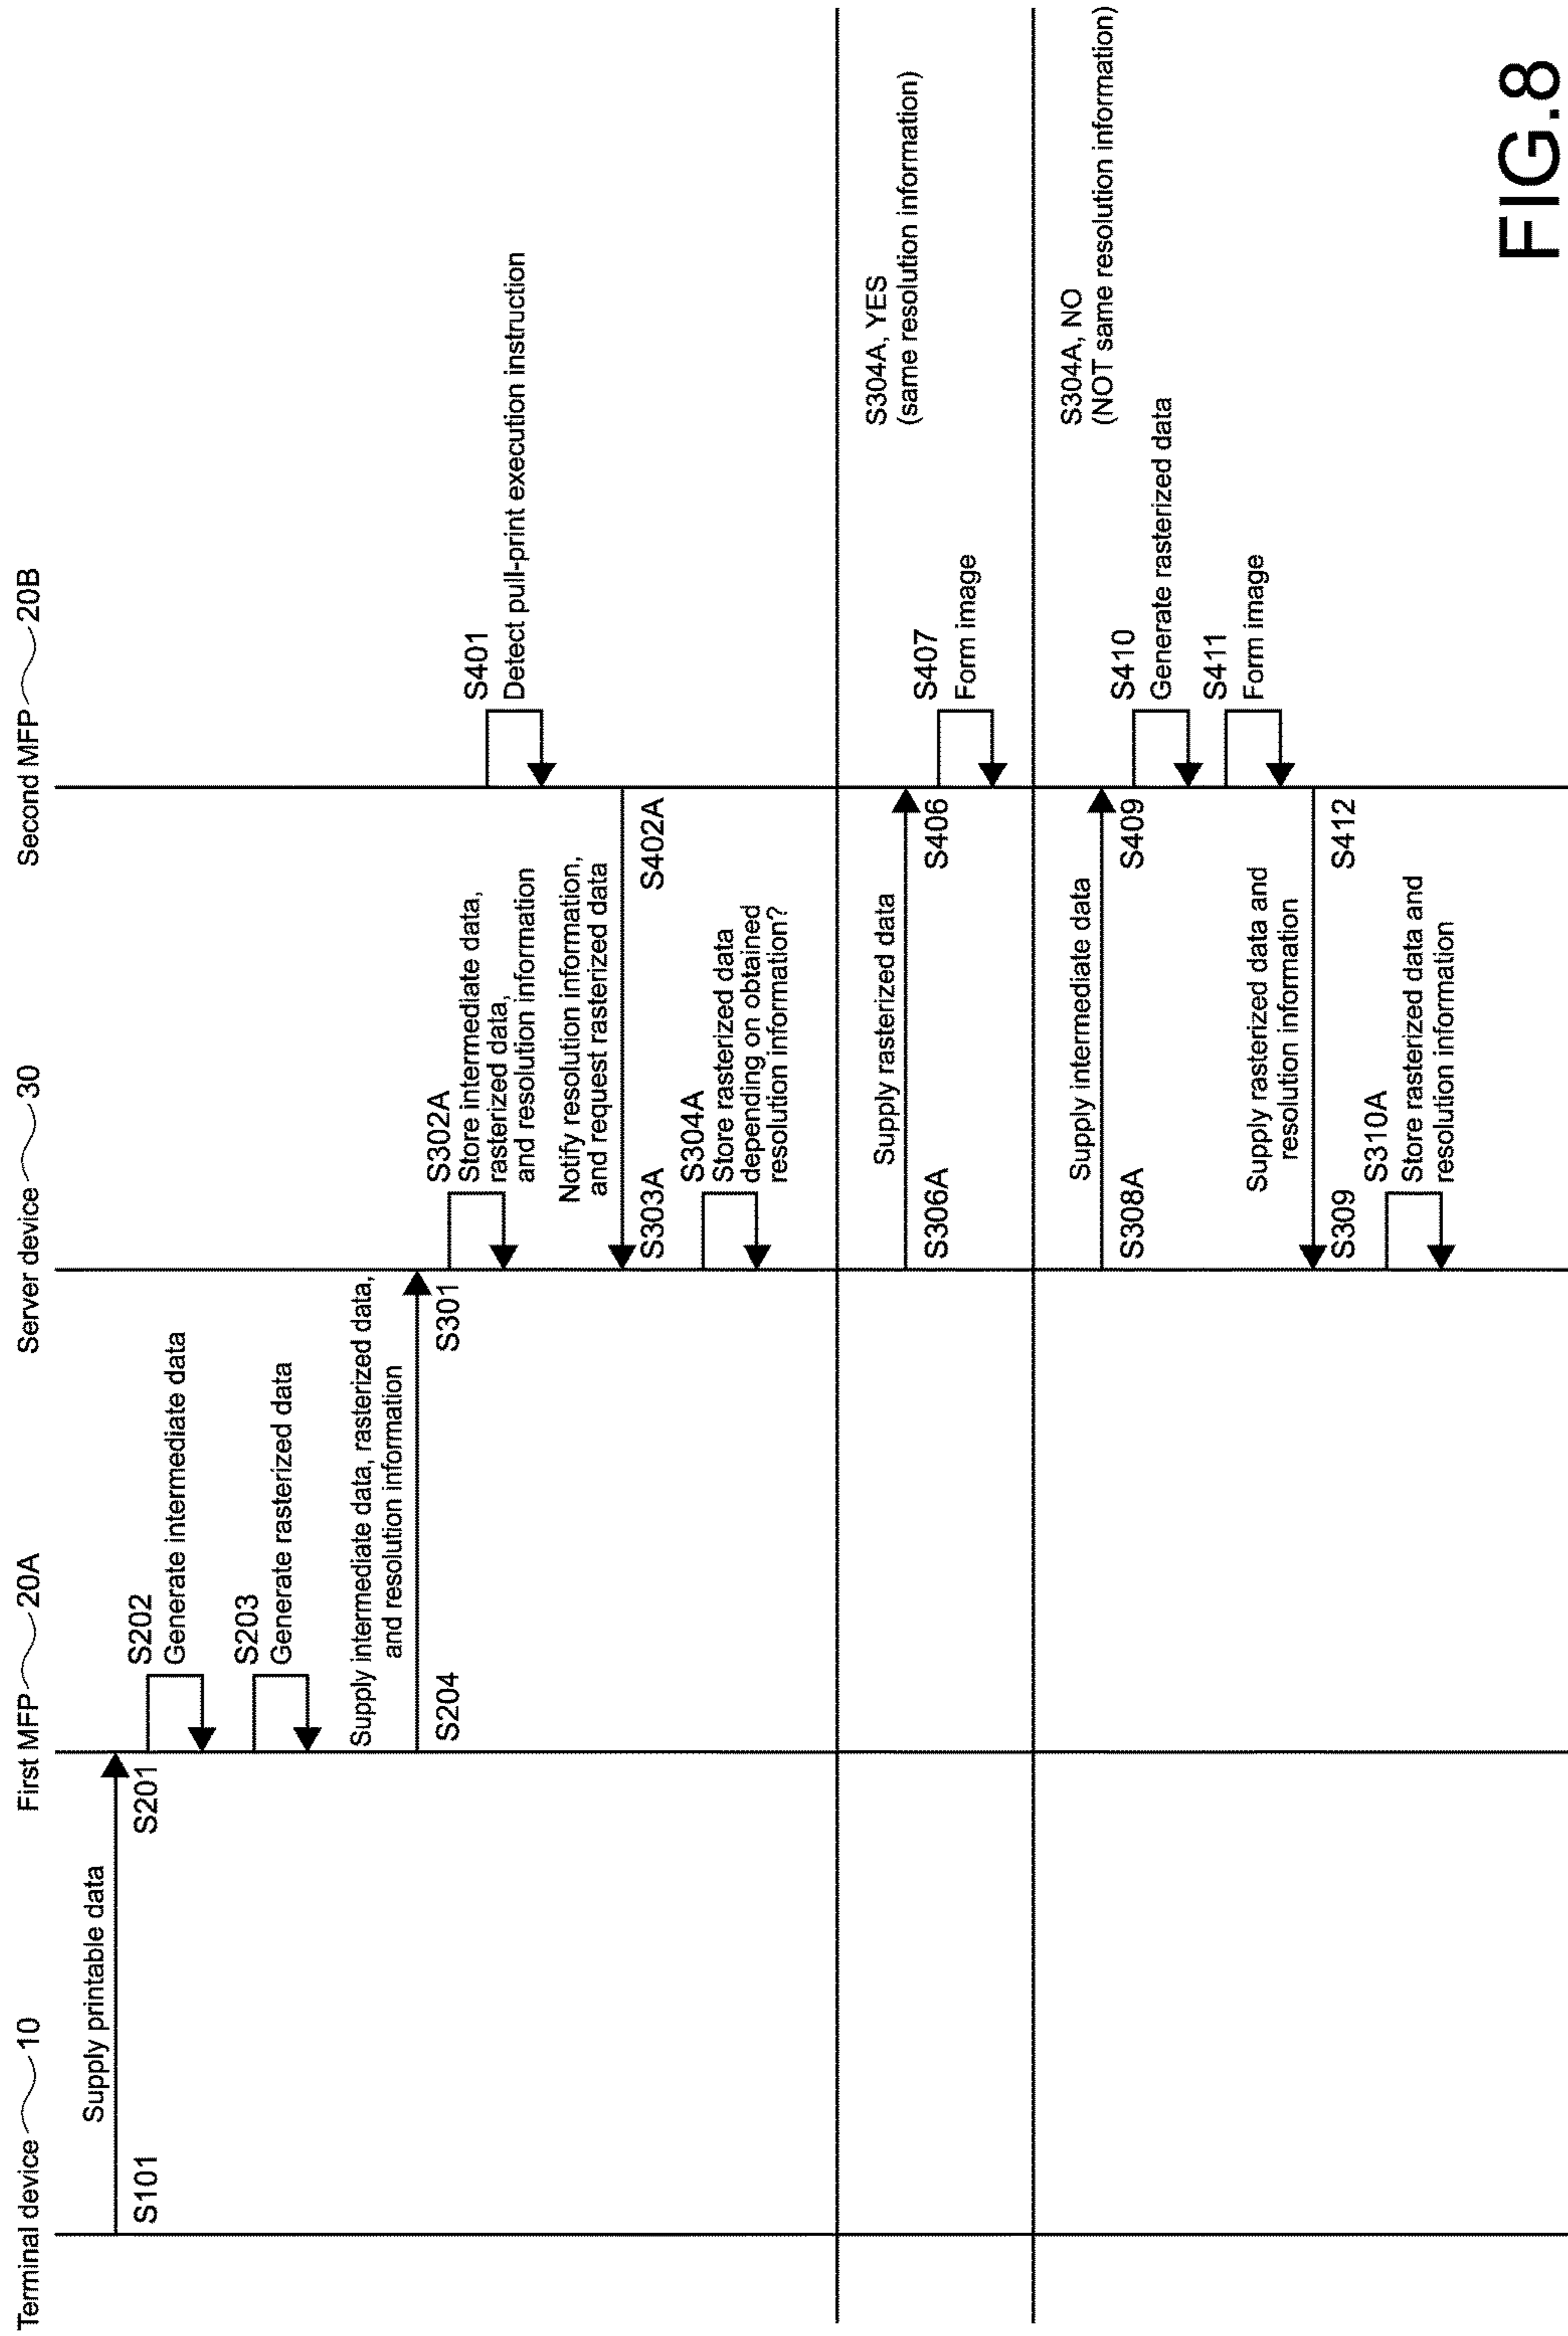 Terminal device 10
First MFP 20A
Server device 30
Second MFP 20B
Supply printable data
S101
S201
S202
Generate intermediate data
S203
Generate rasterized data
Supply intermediate data, rasterized data,
and resolution information
S204
S301
S302A
Store intermediate data,
rasterized data,
and resolution information
S401
Detect pull-print execution instruction
Notify resolution information,
and request rasterized data
S303A
S402A
S304A
Store rasterized data
depending on obtained
resolution information?
S304A, YES
(same resolution information)
Supply rasterized data
S306A
S406
S407
Form image
S304A, NO
(NOT same resolution information)
Supply intermediate data
S308A
S409
S410
Generate rasterized data
S411
Form image
Supply rasterized data and
resolution information
S309
S412
S310A
Store rasterized data and
resolution information
FIG.8